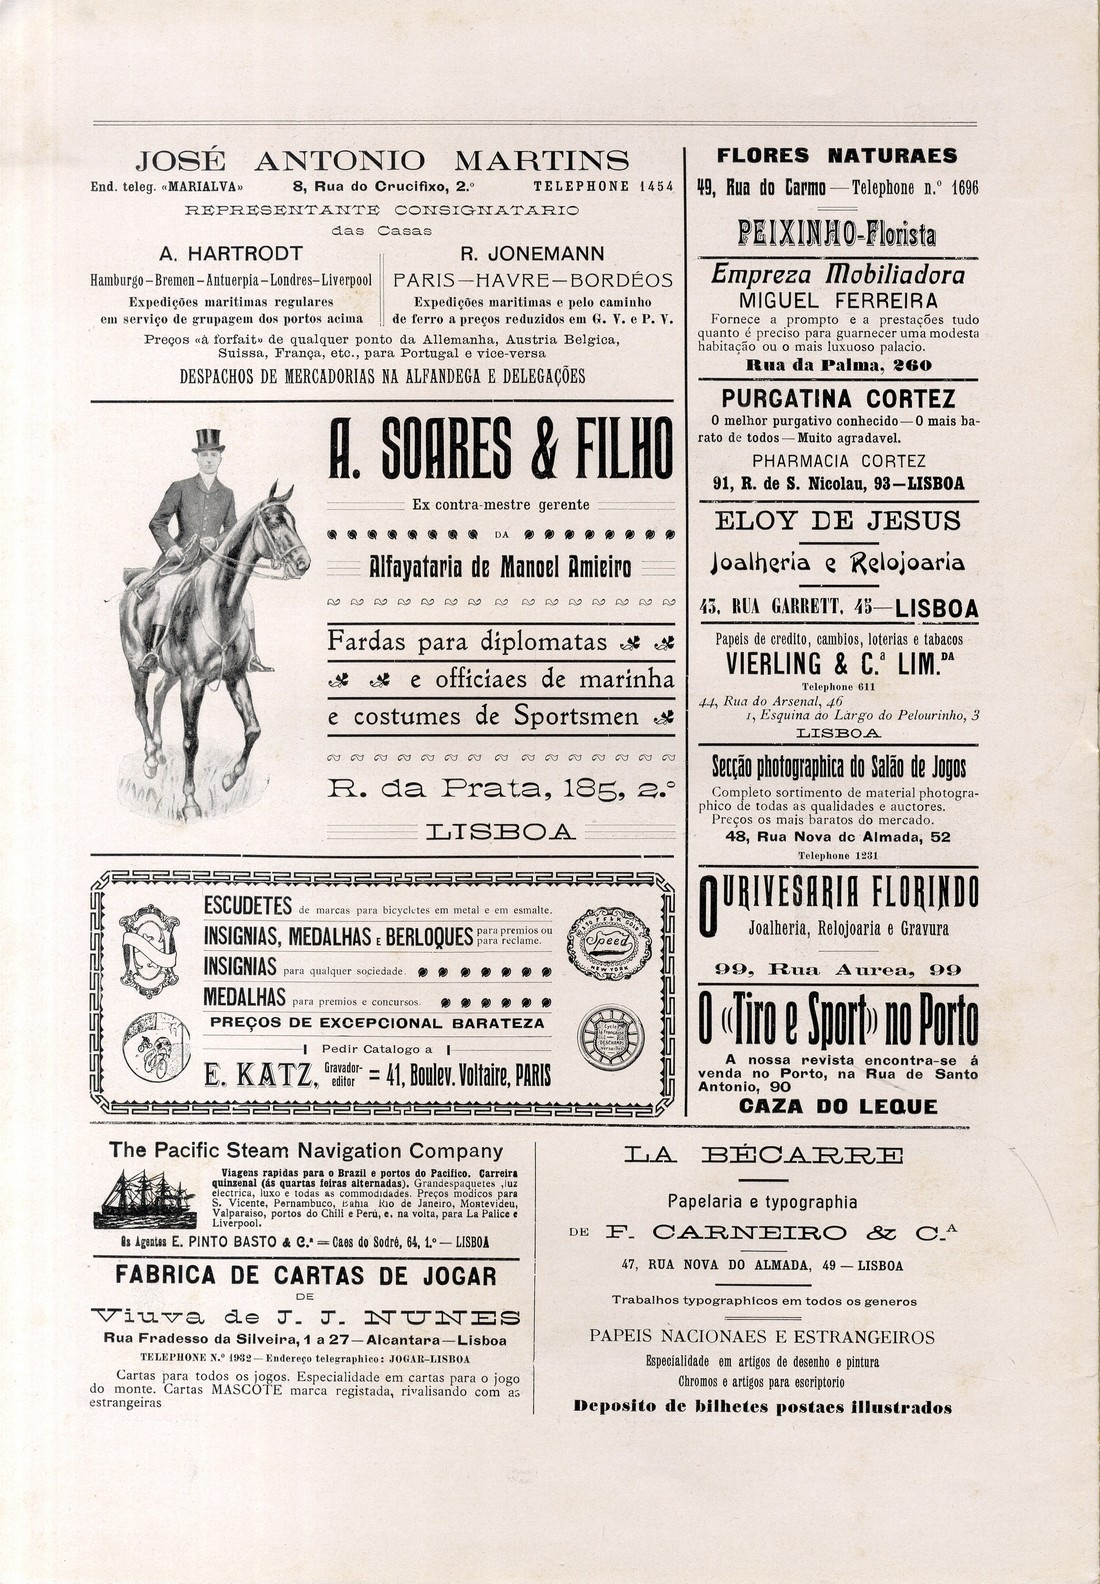 JOSÉ ANTONIO MARTINS
End. teleg. «MARIALVA» 8, Rua do Crucifixo, 2.º TELEPHONE 1454
REPRESENTANTE CONSIGNATARIO
das Casas
A. HARTRODT
Hamburgo–Bremen–Antuerpia–Londres–Liverpool
Expedições maritimas regulares
em serviço de grupagem dos portos acima
R. JONEMANN
PARIS—HAVRE—BORDÉOS
Expedições maritimas e pelo caminho
de ferro a preços reduzidos em G. V. e P. V.
Preços «à forfait» de qualquer ponto da Allemanha, Austria Belgica,
Suissa, França, etc., para Portugal e vice-versa
DESPACHOS DE MERCADORIAS NA ALFANDEGA E DELEGAÇÕES
A. SOARES & FILHO
Ex contra-mestre gerente
DA
Alfayataria de Manoel Amieiro
Fardas para diplomatas
e officiaes de marinha
e costumes de Sportsmen
R. da Prata, 185, 2.º
LISBOA
ESCUDETES de marcas para bicycletes em metal e em esmalte.
INSIGNIAS, MEDALHAS E BERLOQUES para premios ou para reclame.
INSIGNIAS para qualquer sociedade.
MEDALHAS para premios e concursos.
PREÇOS DE EXCEPCIONAL BARATEZA
Pedir Catalogo a
E. KATZ, Gravador-editor = 41, Boulev. Voltaire, PARIS
Speed
NEW YORK
FLORES NATURAES
49, Rua do Carmo — Telephone n.º 1696
PEIXINHO-Florista
Empreza Mobiliadora
MIGUEL FERREIRA
Fornece a prompto e a prestações tudo
quanto é preciso para guarnecer uma modesta
habitação ou o mais luxuoso palacio.
Rua da Palma, 260
PURGATINA CORTEZ
O melhor purgativo conhecido—O mais ba-
rato de todos—Muito agradavel.
PHARMACIA CORTEZ
91, R. de S. Nicolau, 93—LISBOA
ELOY DE JESUS
Joalheria e Relojoaria
43, RUA GARRETT, 45—LISBOA
Papeis de credito, cambios, loterias e tabacos
VIERLING & C.ª LIM.DA
Telephone 611
44, Rua do Arsenal, 46
1, Esquina ao Largo do Pelourinho, 3
LISBOA
Secção photographica do Salão de Jogos
Completo sortimento de material photogra-
phico de todas as qualidades e auctores.
Preços os mais baratos do mercado.
48, Rua Nova de Almada, 52
Telephone 1231
OURIVESARIA FLORINDO
Joalheria, Relojoaria e Gravura
99, Rua Aurea, 99
O «Tiro e Sport» no Porto
A nossa revista encontra-se á
venda no Porto, na Rua de Santo
Antonio, 90
CAZA DO LEQUE
The Pacific Steam Navigation Company
Viagens rapidas para o Brazil e portos do Pacifico. Carreira
quinzenal (ás quartas feiras alternadas). Grandespaquetes ,luz
electrica, luxo e todas as commodidades. Preços modicos para
S. Vicente, Pernambuco, Bahia Rio de Janeiro, Montevideu,
Valparaiso, portos do Chili e Perú, e. na volta, para La Palice e
Liverpool.
Os Agentes E. PINTO BASTO & C.ª = Caes do Sodré, 64, 1.º — LISBOA
FABRICA DE CARTAS DE JOGAR
DE
Viuva de J. J. NUNES
Rua Fradesso da Silveira, 1 a 27—Alcantara—Lisboa
TELEPHONE N.º 1932—Endereço telegraphico: JOGAR-LISBOA
Cartas para todos os jogos. Especialidade em cartas para o jogo
do monte. Cartas MASCOTE marca registada, rivalisando com as
estrangeiras
LA BÉCARRE
Papelaria e typographia
DE F. CARNEIRO & C.A
47, RUA NOVA DO ALMADA, 49 — LISBOA
Trabalhos typographicos em todos os generos
PAPEIS NACIONAES E ESTRANGEIROS
Especialidade em artigos de desenho e pintura
Chromos e artigos para escriptorio
Deposito de bilhetes postaes illustrados